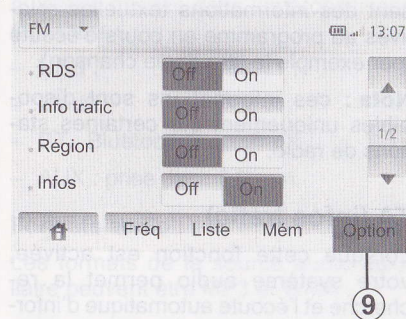 FM 13:07
RDS Off On
Info trafic Off On
1/2
Région Off On
Infos Off On
Fréq Liste Mém Option
9